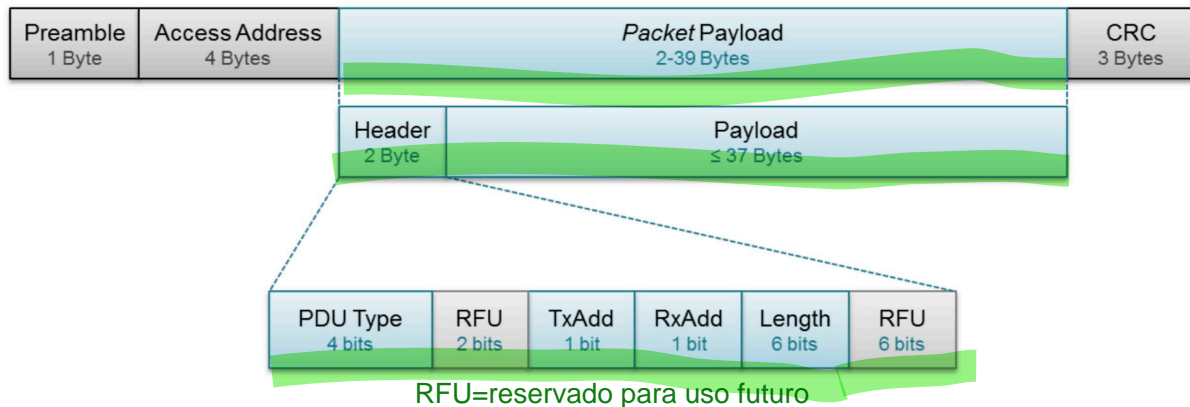 Preamble Access Address Packet Payload CRC
1 Byte 4 Bytes 2-39 Bytes 3 Bytes
Header Payload
2 Byte ≤ 37 Bytes
PDU Type RFU TxAdd RxAdd Length RFU
4 bits 2 bits 1 bit 1 bit 6 bits 6 bits
RFU=reservado para uso futuro